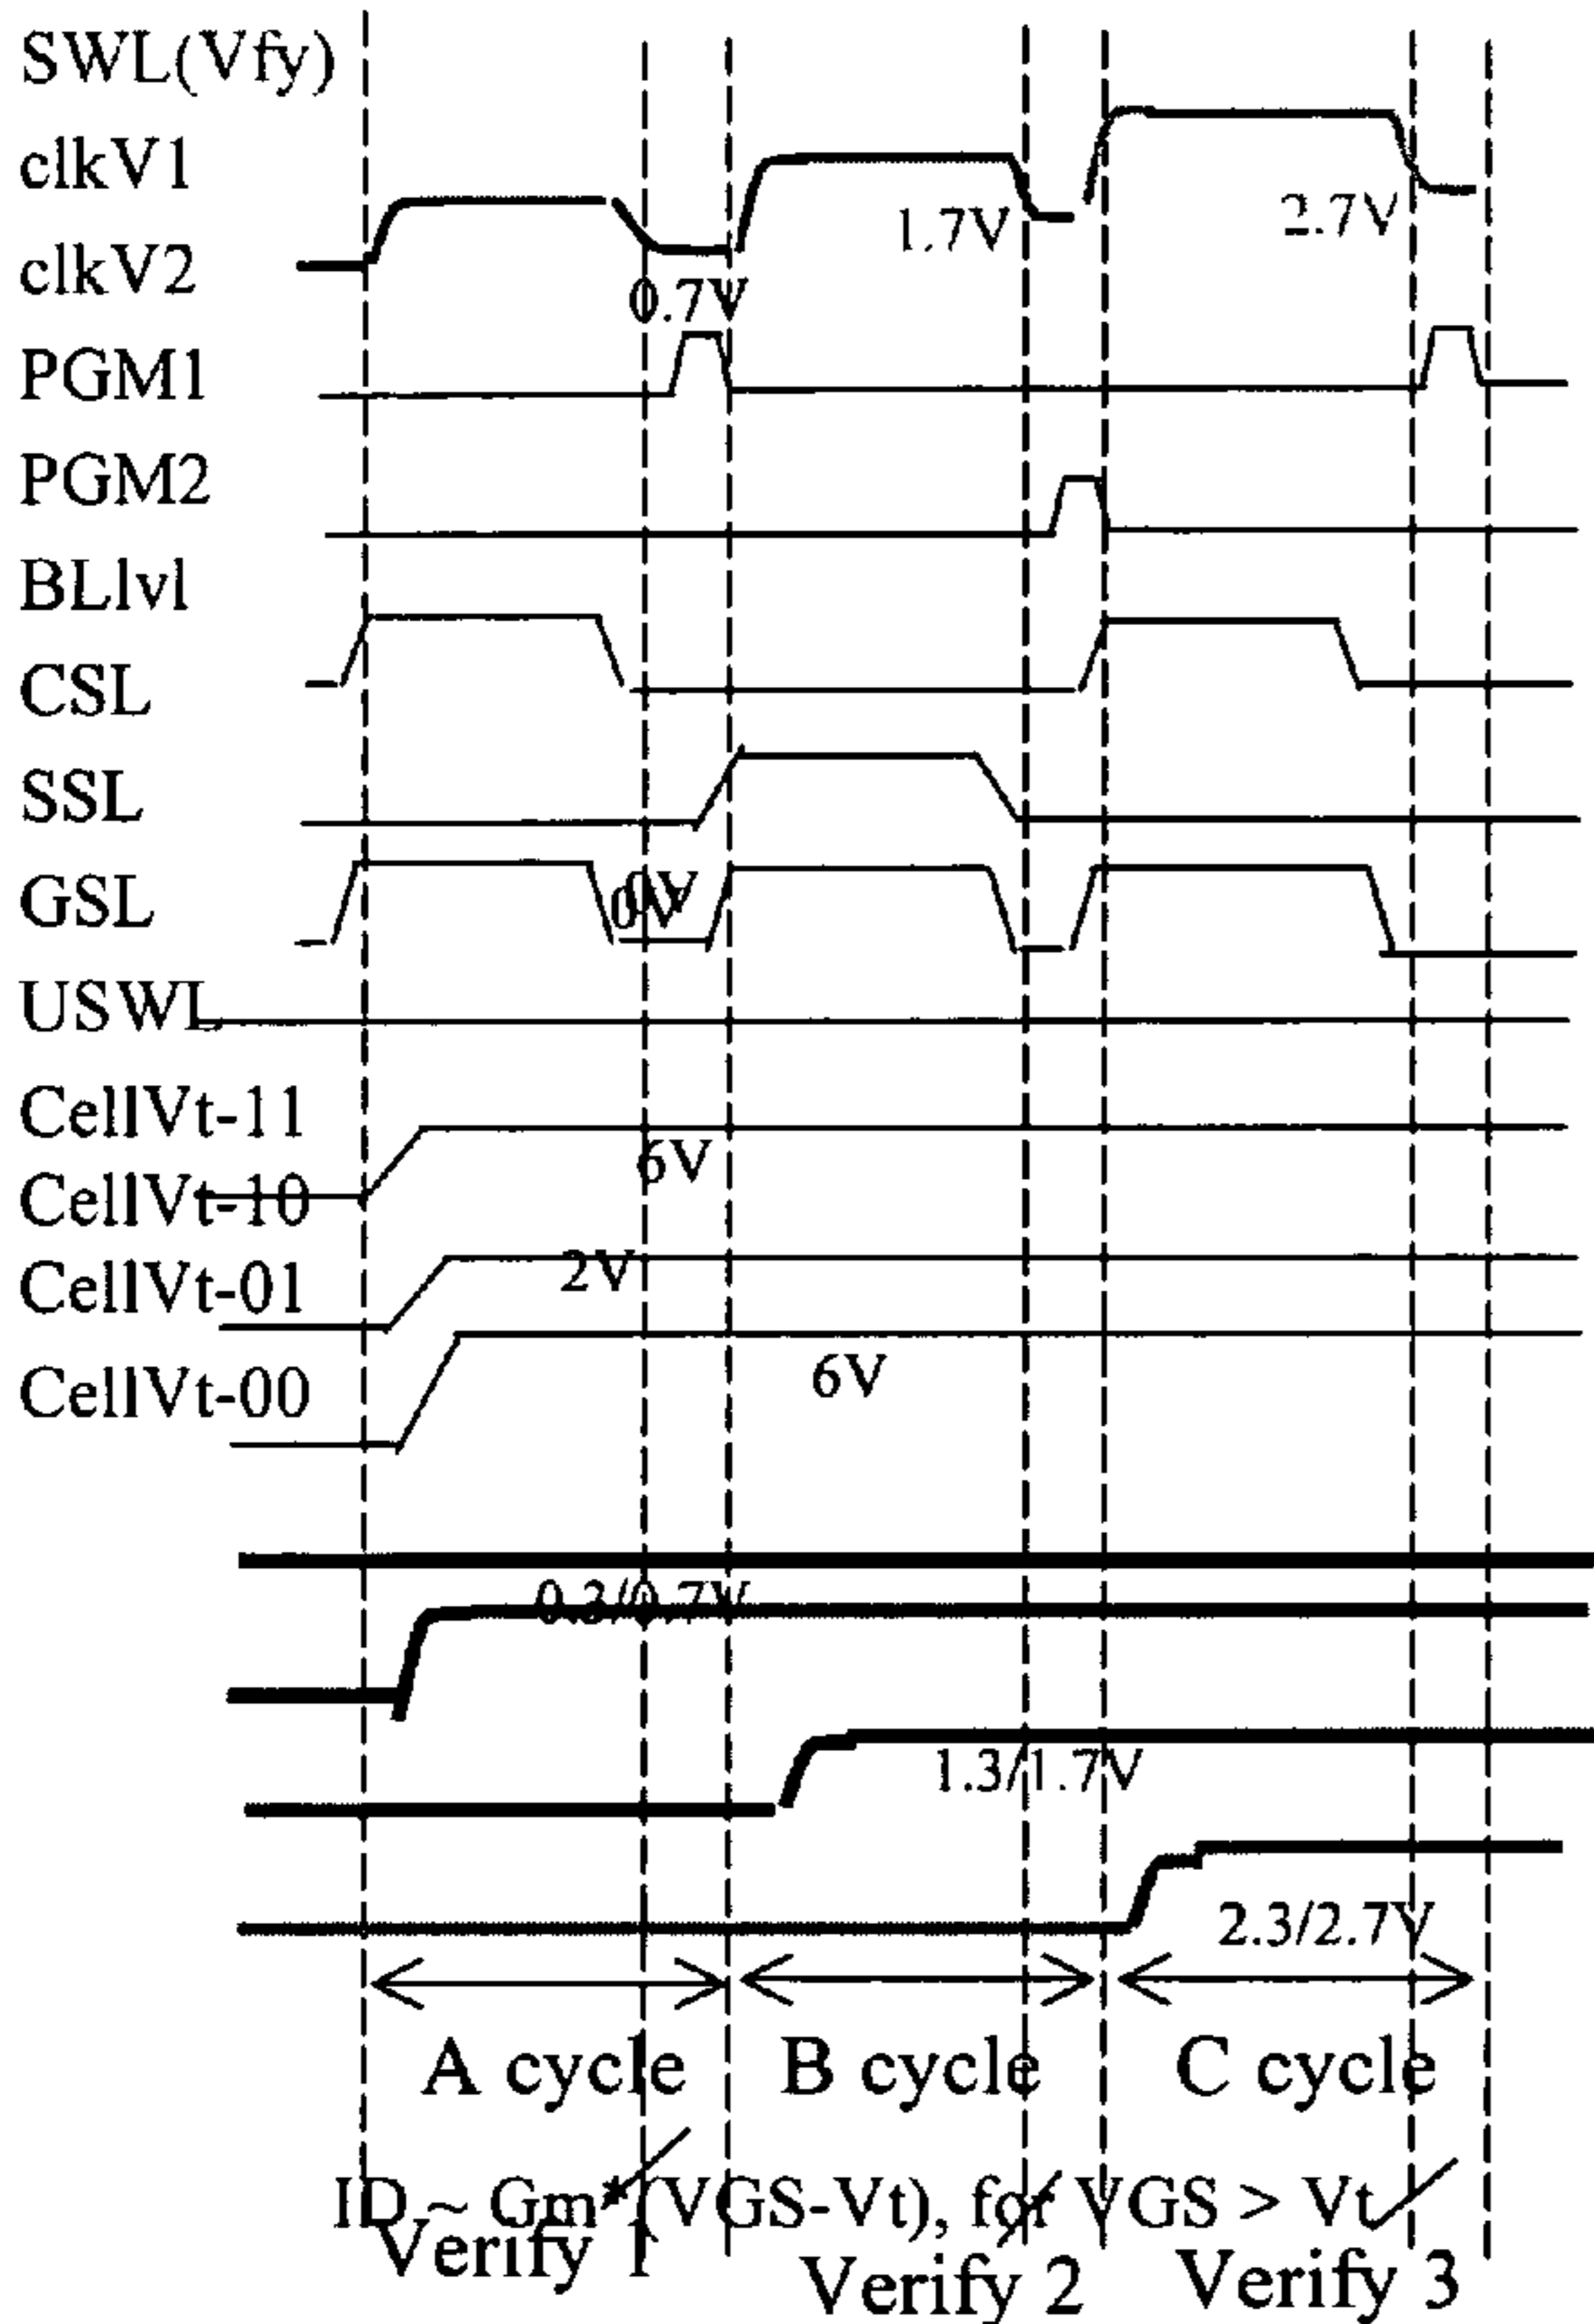 SWL(Vfy)
clkV1
1.7V
2.7V
clkV2
0.7V
PGM1
PGM2
BLlvl
CSL
SSL
GSL
0V
0V
USWL
CellVt-11
6V
CellVt-10
CellVt-01
2V
CellVt-00
6V
0.3/0.7V
1.3/1.7V
2.3/2.7V
A cycle
B cycle
C cycle
ID ~ Gm*(VGS-Vt), for VGS > Vt
Verify 1
Verify 2
Verify 3